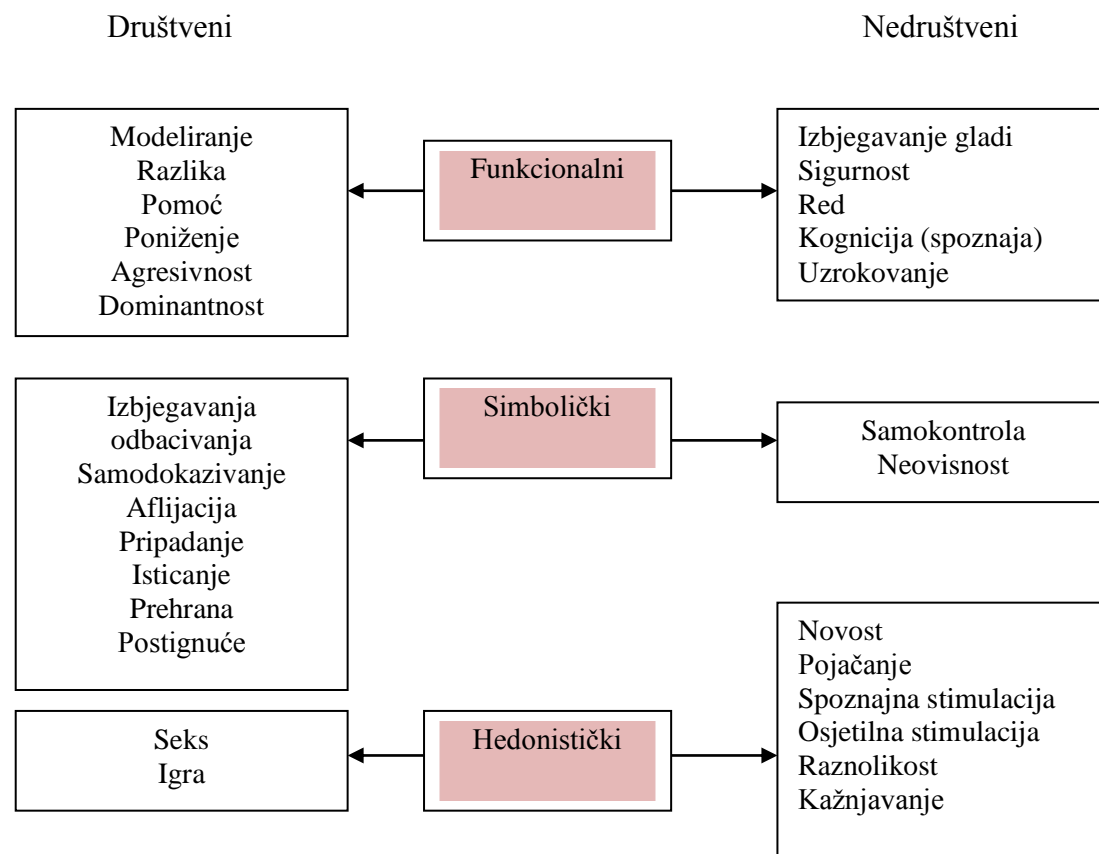 Društveni
Nedruštveni
Modeliranje
Razlika
Pomoć
Poniženje
Agresivnost
Dominantnost
Funkcionalni
Izbjegavanje gladi
Sigurnost
Red
Kognicija (spoznaja)
Uzrokovanje
Izbjegavanja
odbacivanja
Samodokazivanje
Aflijacija
Pripadanje
Isticanje
Prehrana
Postignuće
Simbolički
Samokontrola
Neovisnost
Seks
Igra
Hedonistički
Novost
Pojačanje
Spoznajna stimulacija
Osjetilna stimulacija
Raznolikost
Kažnjavanje